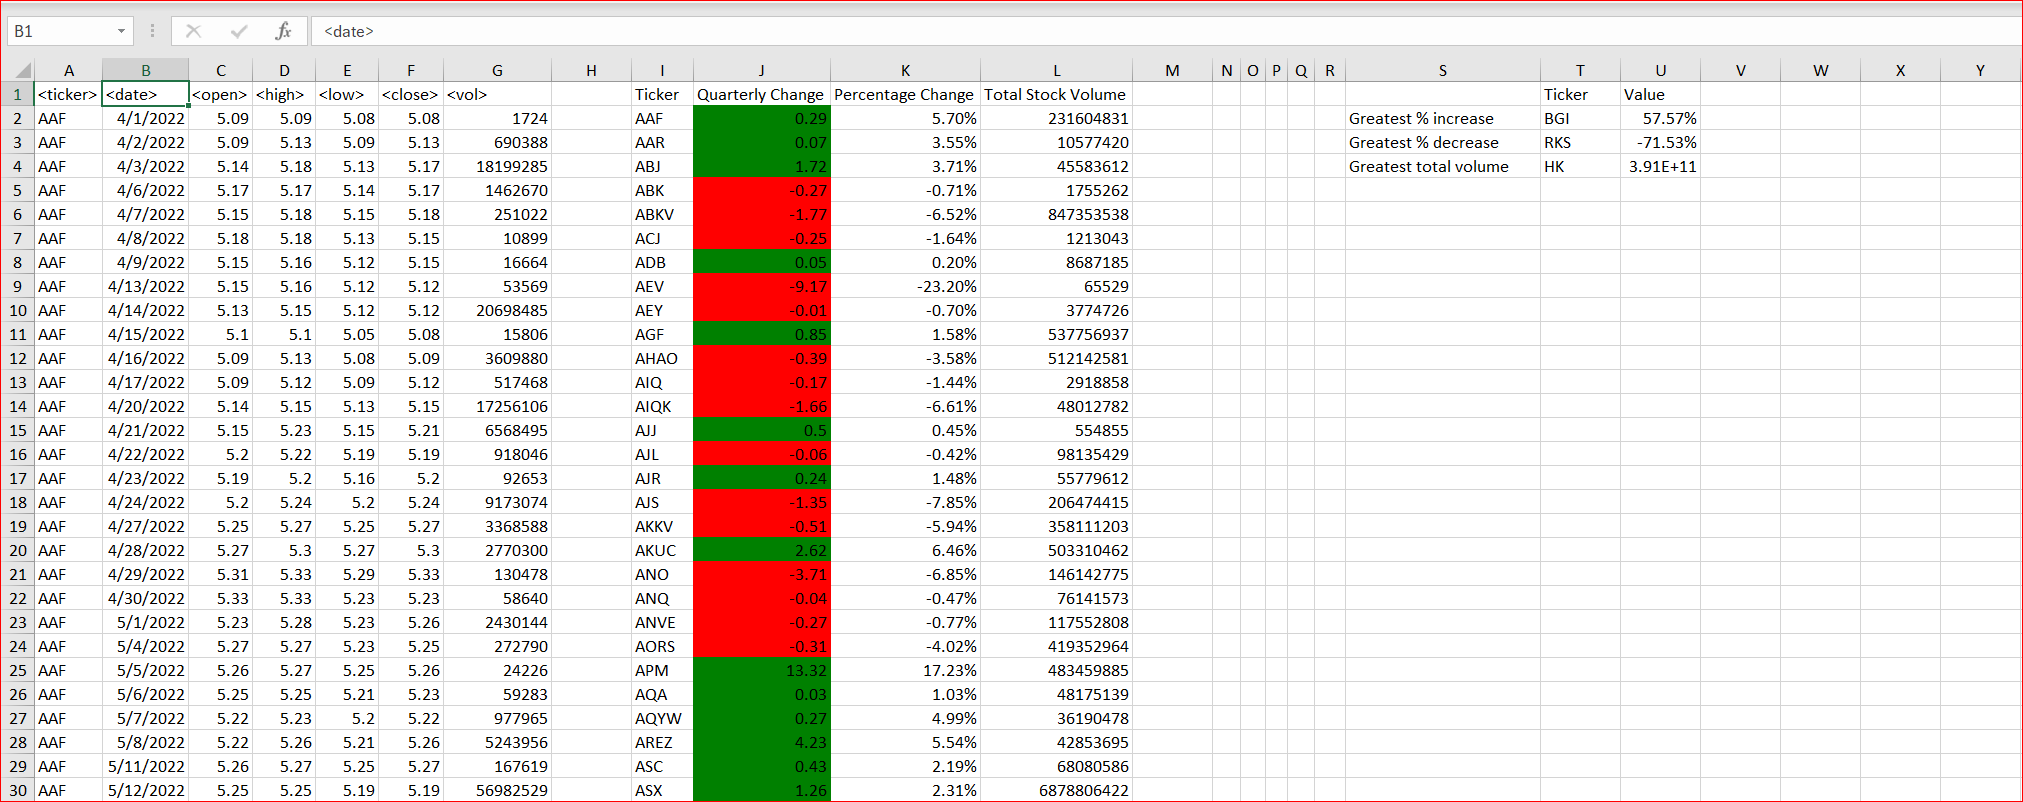 B1 fx <date>
A B C D E F G H I J K L M N O P Q R S T U V W X Y
1 <ticker> <date> <open> <high> <low> <close> <vol> Ticker Quarterly Change Percentage Change Total Stock Volume Ticker Value
2 AAF 4/1/2022 5.09 5.09 5.08 5.08 1724 AAF 0.29 5.70% 231604831 Greatest % increase BGI 57.57%
3 AAF 4/2/2022 5.09 5.13 5.09 5.13 690388 AAR 0.07 3.55% 10577420 Greatest % decrease RKS -71.53%
4 AAF 4/3/2022 5.14 5.18 5.13 5.17 18199285 ABJ 1.72 3.71% 45583612 Greatest total volume HK 3.91E+11
5 AAF 4/6/2022 5.17 5.17 5.14 5.17 1462670 ABK -0.27 -0.71% 1755262
6 AAF 4/7/2022 5.15 5.18 5.15 5.18 251022 ABKV -1.77 -6.52% 847353538
7 AAF 4/8/2022 5.18 5.18 5.13 5.15 10899 ACJ -0.25 -1.64% 1213043
8 AAF 4/9/2022 5.15 5.16 5.12 5.15 16664 ADB 0.05 0.20% 8687185
9 AAF 4/13/2022 5.15 5.16 5.12 5.12 53569 AEV -9.17 -23.20% 65529
10 AAF 4/14/2022 5.13 5.15 5.12 5.12 20698485 AEY -0.01 -0.70% 3774726
11 AAF 4/15/2022 5.1 5.1 5.05 5.08 15806 AGF 0.85 1.58% 537756937
12 AAF 4/16/2022 5.09 5.13 5.08 5.09 3609880 AHAO -0.39 -3.58% 512142581
13 AAF 4/17/2022 5.09 5.12 5.09 5.12 517468 AIQ -0.17 -1.44% 2918858
14 AAF 4/20/2022 5.14 5.15 5.13 5.15 17256106 AIQK -1.66 -6.61% 48012782
15 AAF 4/21/2022 5.15 5.23 5.15 5.21 6568495 AJJ 0.5 0.45% 554855
16 AAF 4/22/2022 5.2 5.22 5.19 5.19 918046 AJL -0.06 -0.42% 98135429
17 AAF 4/23/2022 5.19 5.2 5.16 5.2 92653 AJR 0.24 1.48% 55779612
18 AAF 4/24/2022 5.2 5.24 5.2 5.24 9173074 AJS -1.35 -7.85% 206474415
19 AAF 4/27/2022 5.25 5.27 5.25 5.27 3368588 AKKV -0.51 -5.94% 358111203
20 AAF 4/28/2022 5.27 5.3 5.27 5.3 2770300 AKUC 2.62 6.46% 503310462
21 AAF 4/29/2022 5.31 5.33 5.29 5.33 130478 ANO -3.71 -6.85% 146142775
22 AAF 4/30/2022 5.33 5.33 5.23 5.23 58640 ANQ -0.04 -0.47% 76141573
23 AAF 5/1/2022 5.23 5.28 5.23 5.26 2430144 ANVE -0.27 -0.77% 117552808
24 AAF 5/4/2022 5.27 5.27 5.23 5.25 272790 AORS -0.31 -4.02% 419352964
25 AAF 5/5/2022 5.26 5.27 5.25 5.26 24226 APM 13.32 17.23% 483459885
26 AAF 5/6/2022 5.25 5.25 5.21 5.23 59283 AQA 0.03 1.03% 48175139
27 AAF 5/7/2022 5.22 5.23 5.2 5.22 977965 AQYW 0.27 4.99% 36190478
28 AAF 5/8/2022 5.22 5.26 5.21 5.26 5243956 AREZ 4.23 5.54% 42853695
29 AAF 5/11/2022 5.26 5.27 5.25 5.27 167619 ASC 0.43 2.19% 68080586
30 AAF 5/12/2022 5.25 5.25 5.19 5.19 56982529 ASX 1.26 2.31% 6878806422